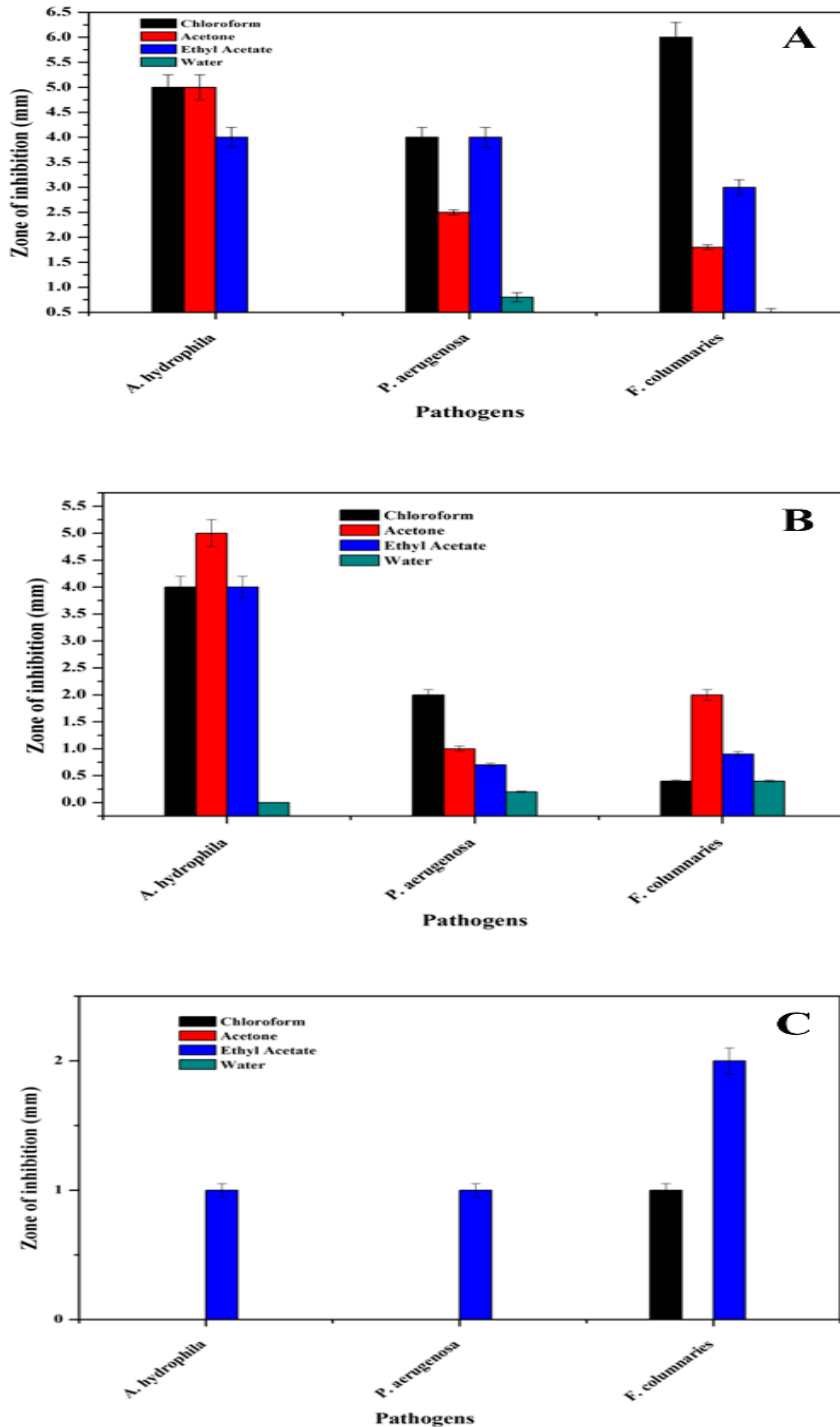 A
Chloroform
Acetone
Ethyl Acetate
Water
Zone of inhibition (mm)
6.5
6.0
5.5
5.0
4.5
4.0
3.5
3.0
2.5
2.0
1.5
1.0
0.5
A. hydrophila
P. aerugenosa
F. columnaries
Pathogens
B
Chloroform
Acetone
Ethyl Acetate
Water
Zone of inhibition (mm)
5.5
5.0
4.5
4.0
3.5
3.0
2.5
2.0
1.5
1.0
0.5
0.0
A. hydrophila
P. aerugenosa
F. columnaries
Pathogens
C
Chloroform
Acetone
Ethyl Acetate
Water
Zone of inhibition (mm)
2
1
0
A. hydrophila
P. aerugenosa
F. columnaries
Pathogens